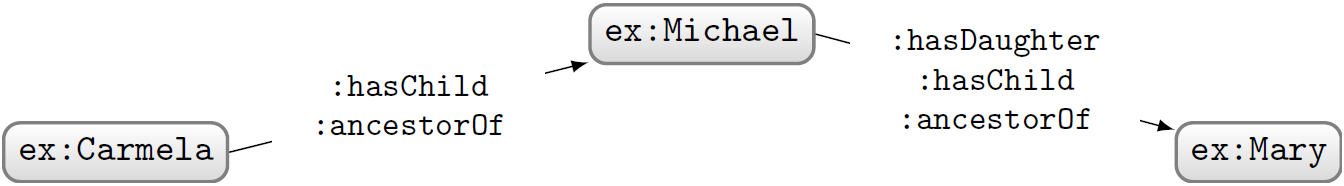 ex:Michael
:hasDaughter
:hasChild
:ancestorOf
:hasChild
:ancestorOf
ex:Carmela
ex:Mary